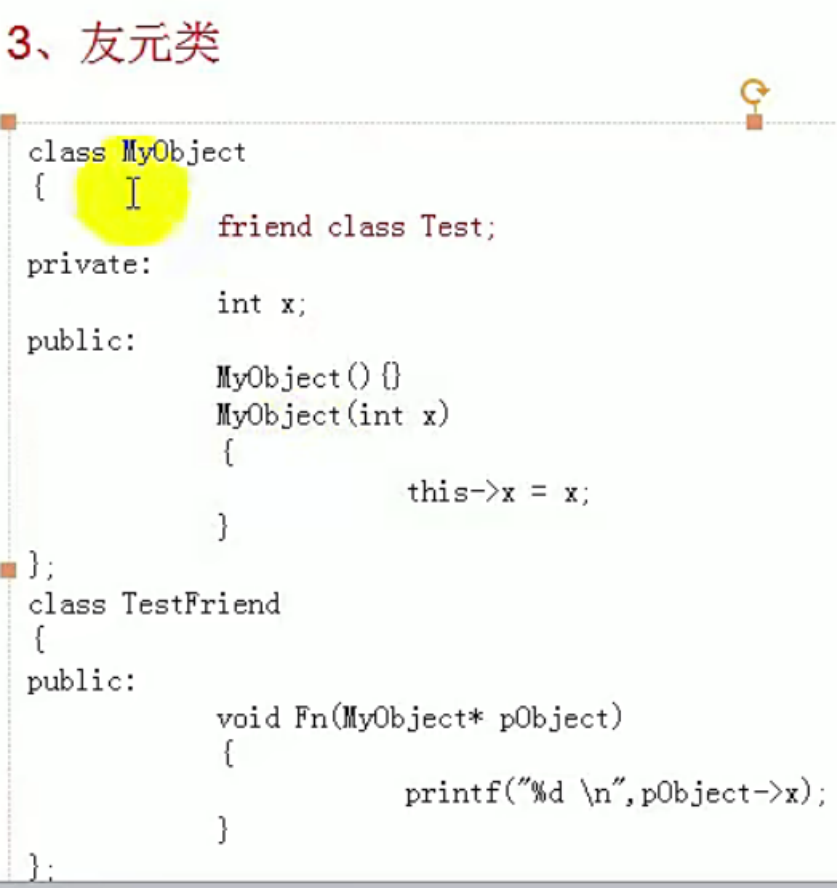 3、友元类
class MyObject
{
friend class Test;
private:
int x;
public:
MyObject(){}
MyObject(int x)
{
this->x = x;
}
};
class TestFriend
{
public:
void Fn(MyObject* pObject)
{
printf("%d \n",pObject->x);
}
};